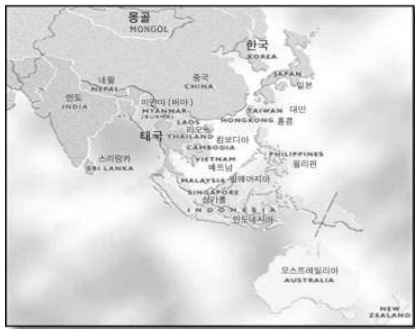 몽골
MONGOL
한국
KOREA
네팔
NEPAL
중국
CHINA
JAPAN
일본
인도
INDIA
미얀마 (버마)
MYANMAR
(BURMA)
TAIWAN
대만
HONGKONG 홍콩
LAOS
라오스
태국
THAILAND
캄보디아
CAMBODIA
스리랑카
SRI LANKA
VIETNAM
베트남
PHILIPPINES
필리핀
MALAYSIA 말레이지아
SINGAPORE
싱가폴
INDONESIA
인도네시아
오스트레일리아
AUSTRALIA
NEW
ZEALAND